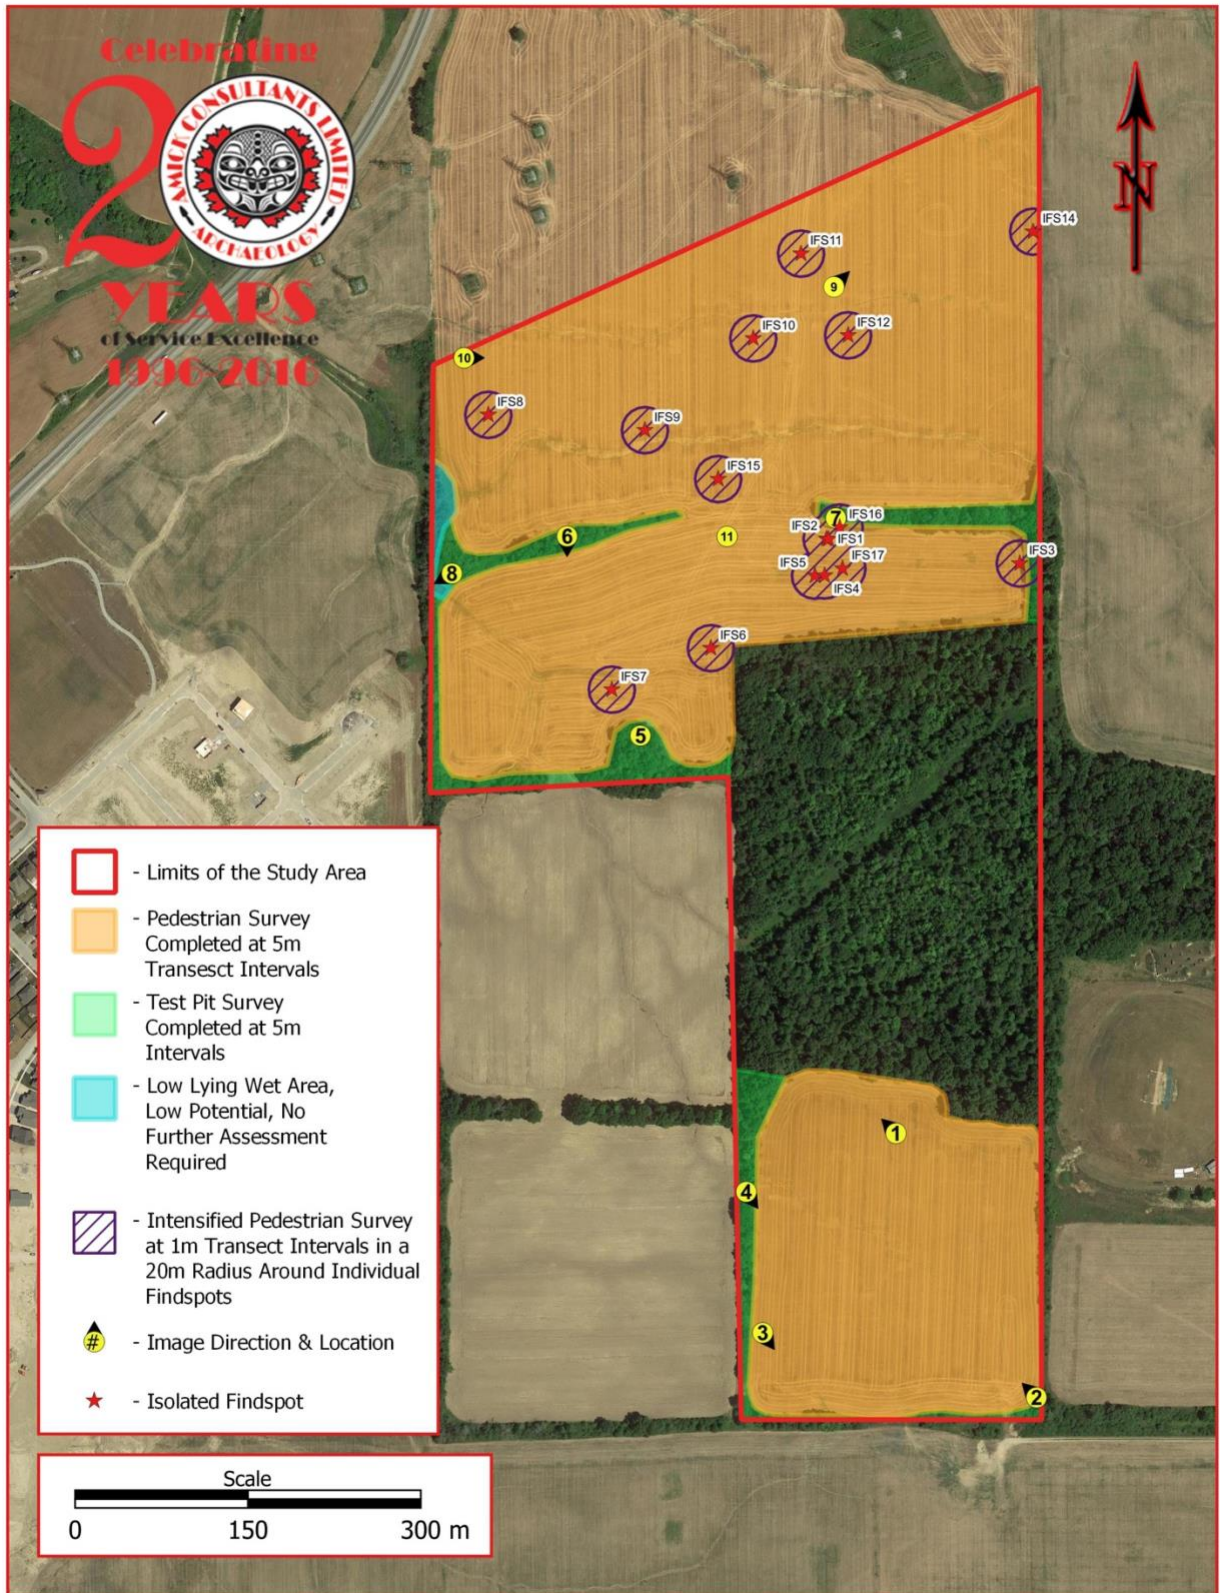 Celebrating
20
AMICK CONSULTANTS LIMITED
ARCHAEOLOGY
YEARS
of Service Excellence
1996-2016
N
IFS14
IFS11
9
IFS10
IFS12
10
IFS8
IFS9
IFS15
7
IFS16
IFS2
6
11
IFS1
IFS3
IFS5
IFS17
8
IFS4
IFS6
IFS7
5
1
4
3
2
- Limits of the Study Area
- Pedestrian Survey
Completed at 5m
Transesct Intervals
- Test Pit Survey
Completed at 5m
Intervals
- Low Lying Wet Area,
Low Potential, No
Further Assessment
Required
- Intensified Pedestrian Survey
at 1m Transect Intervals in a
20m Radius Around Individual
Findspots
# - Image Direction & Location
- Isolated Findspot
Scale
0 150 300 m